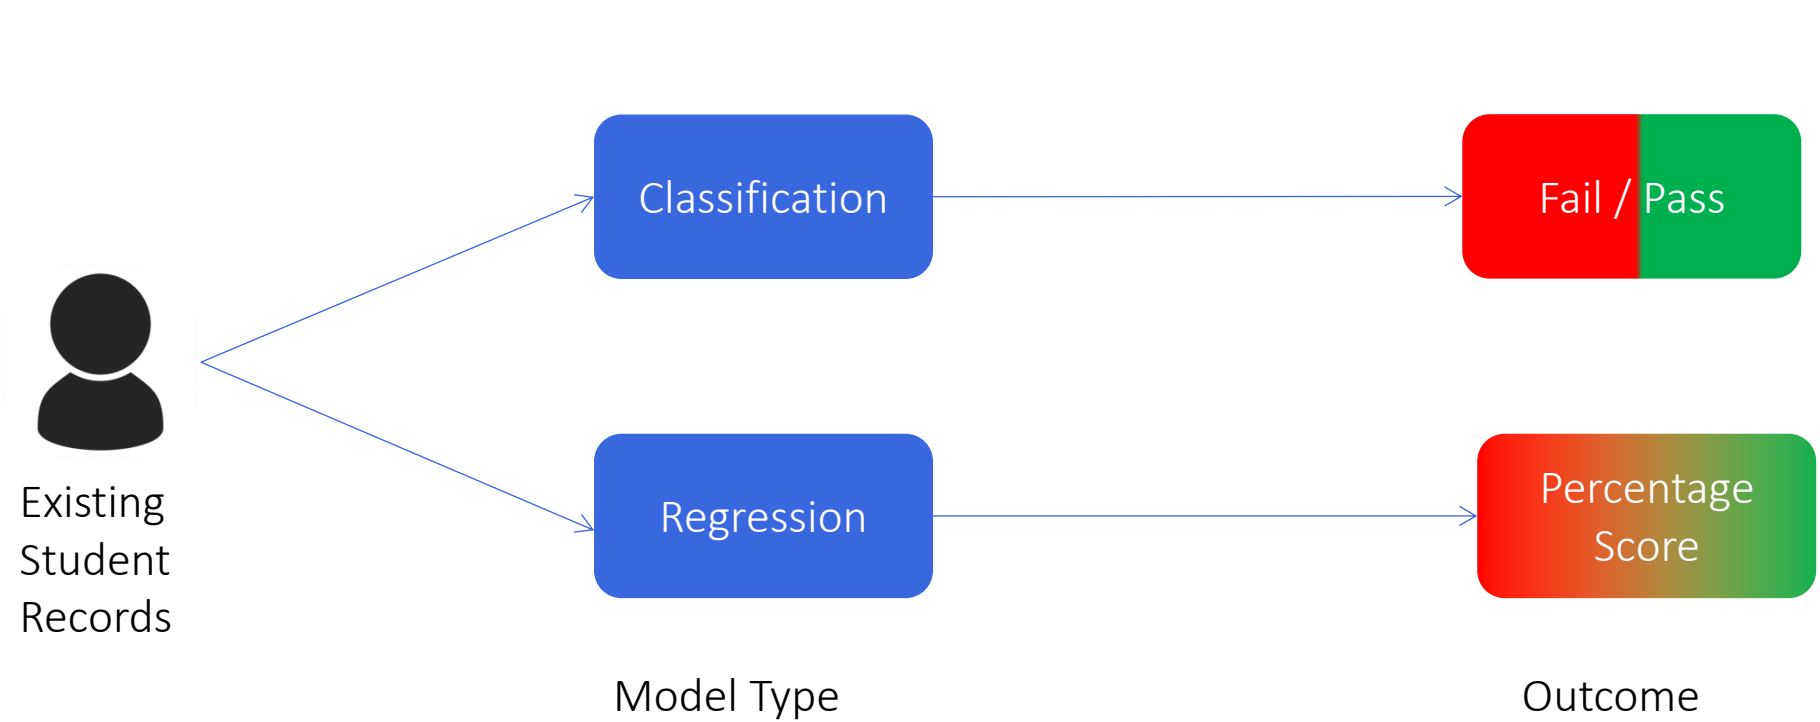 Classification
Fail / Pass
Existing
Student
Records
Regression
Percentage
Score
Model Type
Outcome